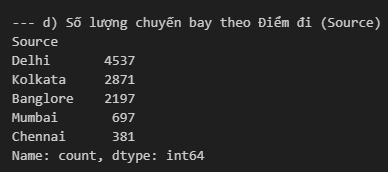 --- d) Số lượng chuyến bay theo Điểm đi (Source)
Source
Delhi       4537
Kolkata     2871
Banglore    2197
Mumbai       697
Chennai      381
Name: count, dtype: int64